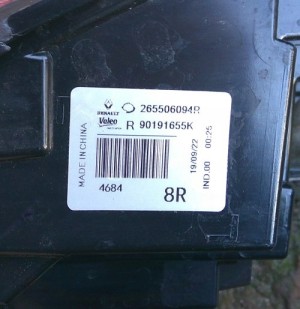 RENAULT
265506094R
Valeo
R 90191655K
MADE IN CHINA
4684
8R
19/09/22 00:25
IND.00